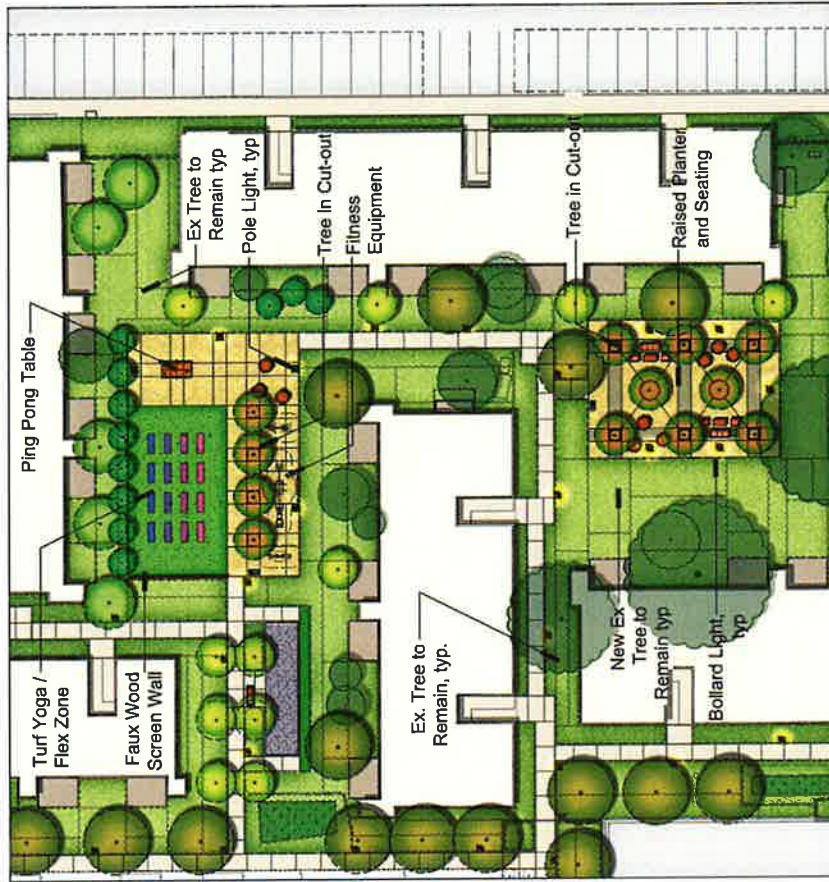 Ping Pong Table
Turf Yoga /
Flex Zone
Faux Wood
Screen Wall
Ex Tree to
Remain typ
Pole Light, typ
Tree In Cut-out
Fitness
Equipment
Ex. Tree to
Remain, typ.
Tree in Cut-out
New Ex
Tree to
Remain typ
Raised Planter
and Seating
Bollard Light,
typ